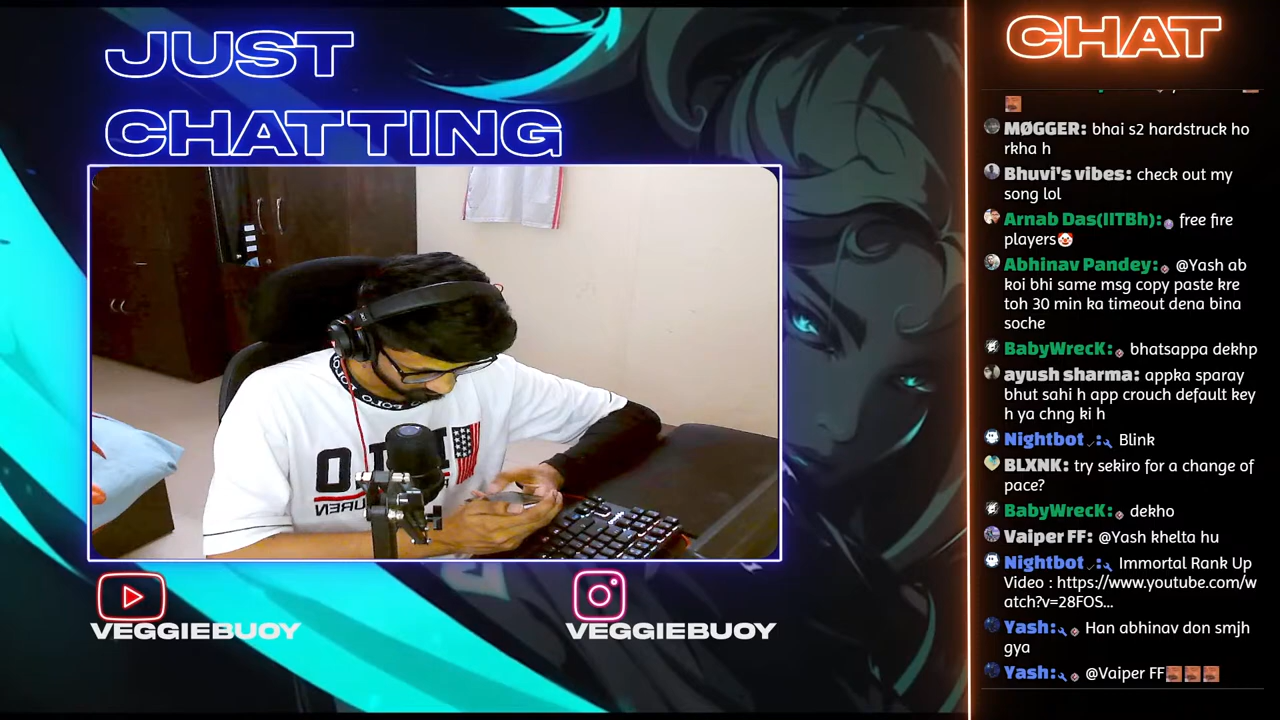 JUST
CHATTING
CHAT
MØGGER: bhai s2 hardstruck ho
rkha h
Bhuvi's vibes: check out my
song lol
Arnab Das(IITBh): free fire
players🤡
Abhinav Pandey: @Yash ab
koi bhi same msg copy paste kre
toh 30 min ka timeout dena bina
soche
BabyWrecK: bhatsappa dekhp
ayush sharma: appka sparay
bhut sahi h app crouch default key
h ya chng ki h
Nightbot: Blink
BLXNK: try sekiro for a change of
pace?
BabyWrecK: dekho
Vaiper FF: @Yash khelta hu
Nightbot: Immortal Rank Up
Video : https://www.youtube.com/w
atch?v=28FOS...
Yash: Han abhinav don smjh
gya
Yash: @Vaiper FF
POLO
VEGGIEBUOY
VEGGIEBUOY